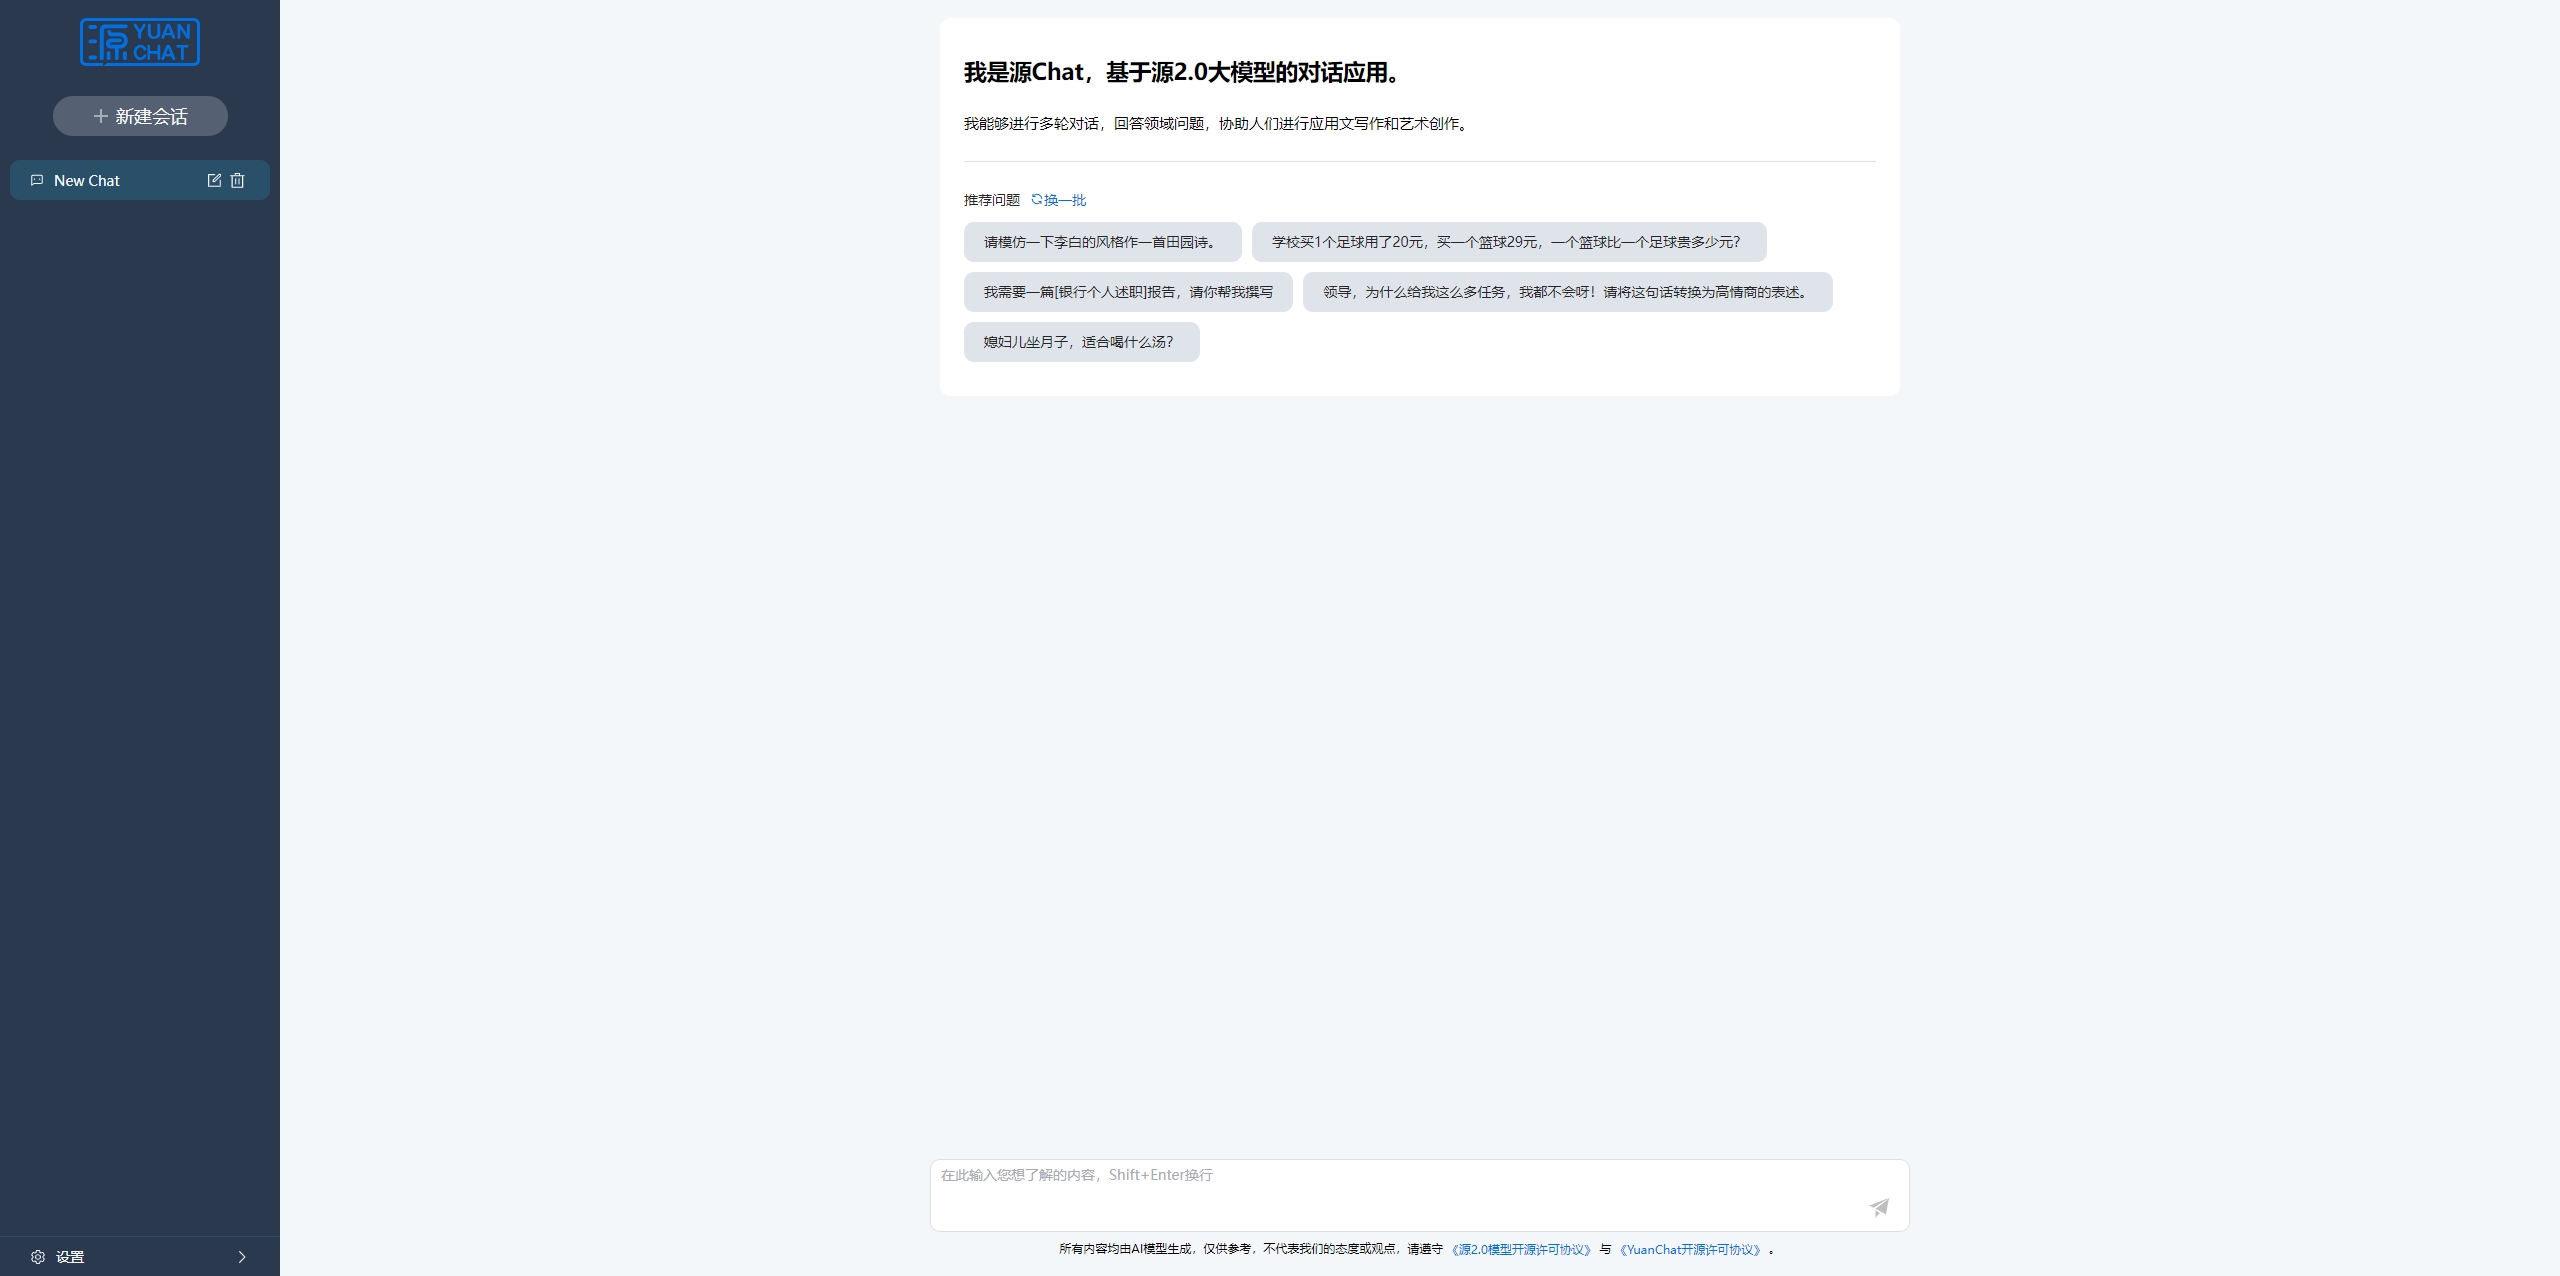 源 YUAN CHAT
新建会话
New Chat
我是源Chat，基于源2.0大模型的对话应用。
我能够进行多轮对话，回答领域问题，协助人们进行应用文写作和艺术创作。
推荐问题 换一批
请模仿一下李白的风格作一首田园诗。
学校买1个足球用了20元，买一个篮球29元，一个篮球比一个足球贵多少元？
我需要一篇[银行个人述职]报告，请你帮我撰写
领导，为什么给我这么多任务，我都不会呀！请将这句话转换为高情商的表述。
媳妇儿坐月子，适合喝什么汤？
在此输入您想了解的内容，Shift+Enter换行
所有内容均由AI模型生成，仅供参考，不代表我们的态度或观点，请遵守 《源2.0模型开源许可协议》 与 《YuanChat开源许可协议》 。
设置